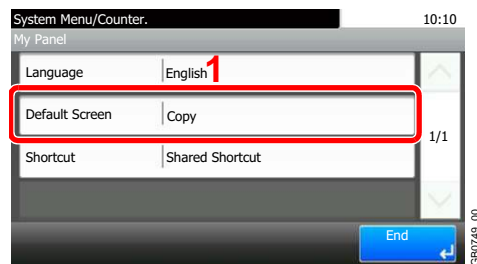 System Menu/Counter. 10:10
My Panel
Language English 1
Default Screen Copy
1/1
Shortcut Shared Shortcut
End
GB0749_00